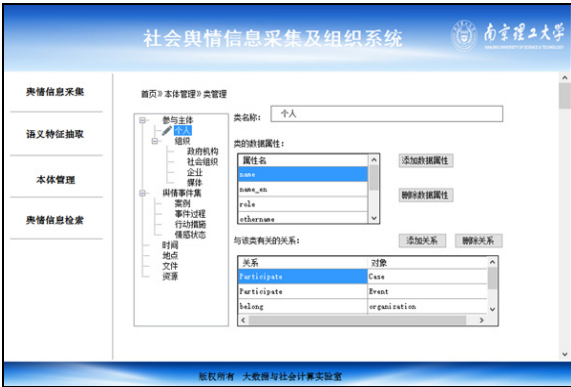 社会舆情信息采集及组织系统
南京理工大学
舆情信息采集
语义特征抽取
本体管理
舆情信息检索
首页»本体管理»类管理
参与主体
个人
组织
政府机构
社会组织
企业
媒体
舆情事件集
案例
事件过程
行动措施
情感状态
时间
地点
文件
资源
类名称: 个人
类的数据属性:
属性名
name
name_en
role
othername
添加数据属性
删除数据属性
与该类有关的关系:
添加关系 删除关系
关系 对象
Participate Case
Participate Event
belong organization
版权所有 大数据与社会计算实验室